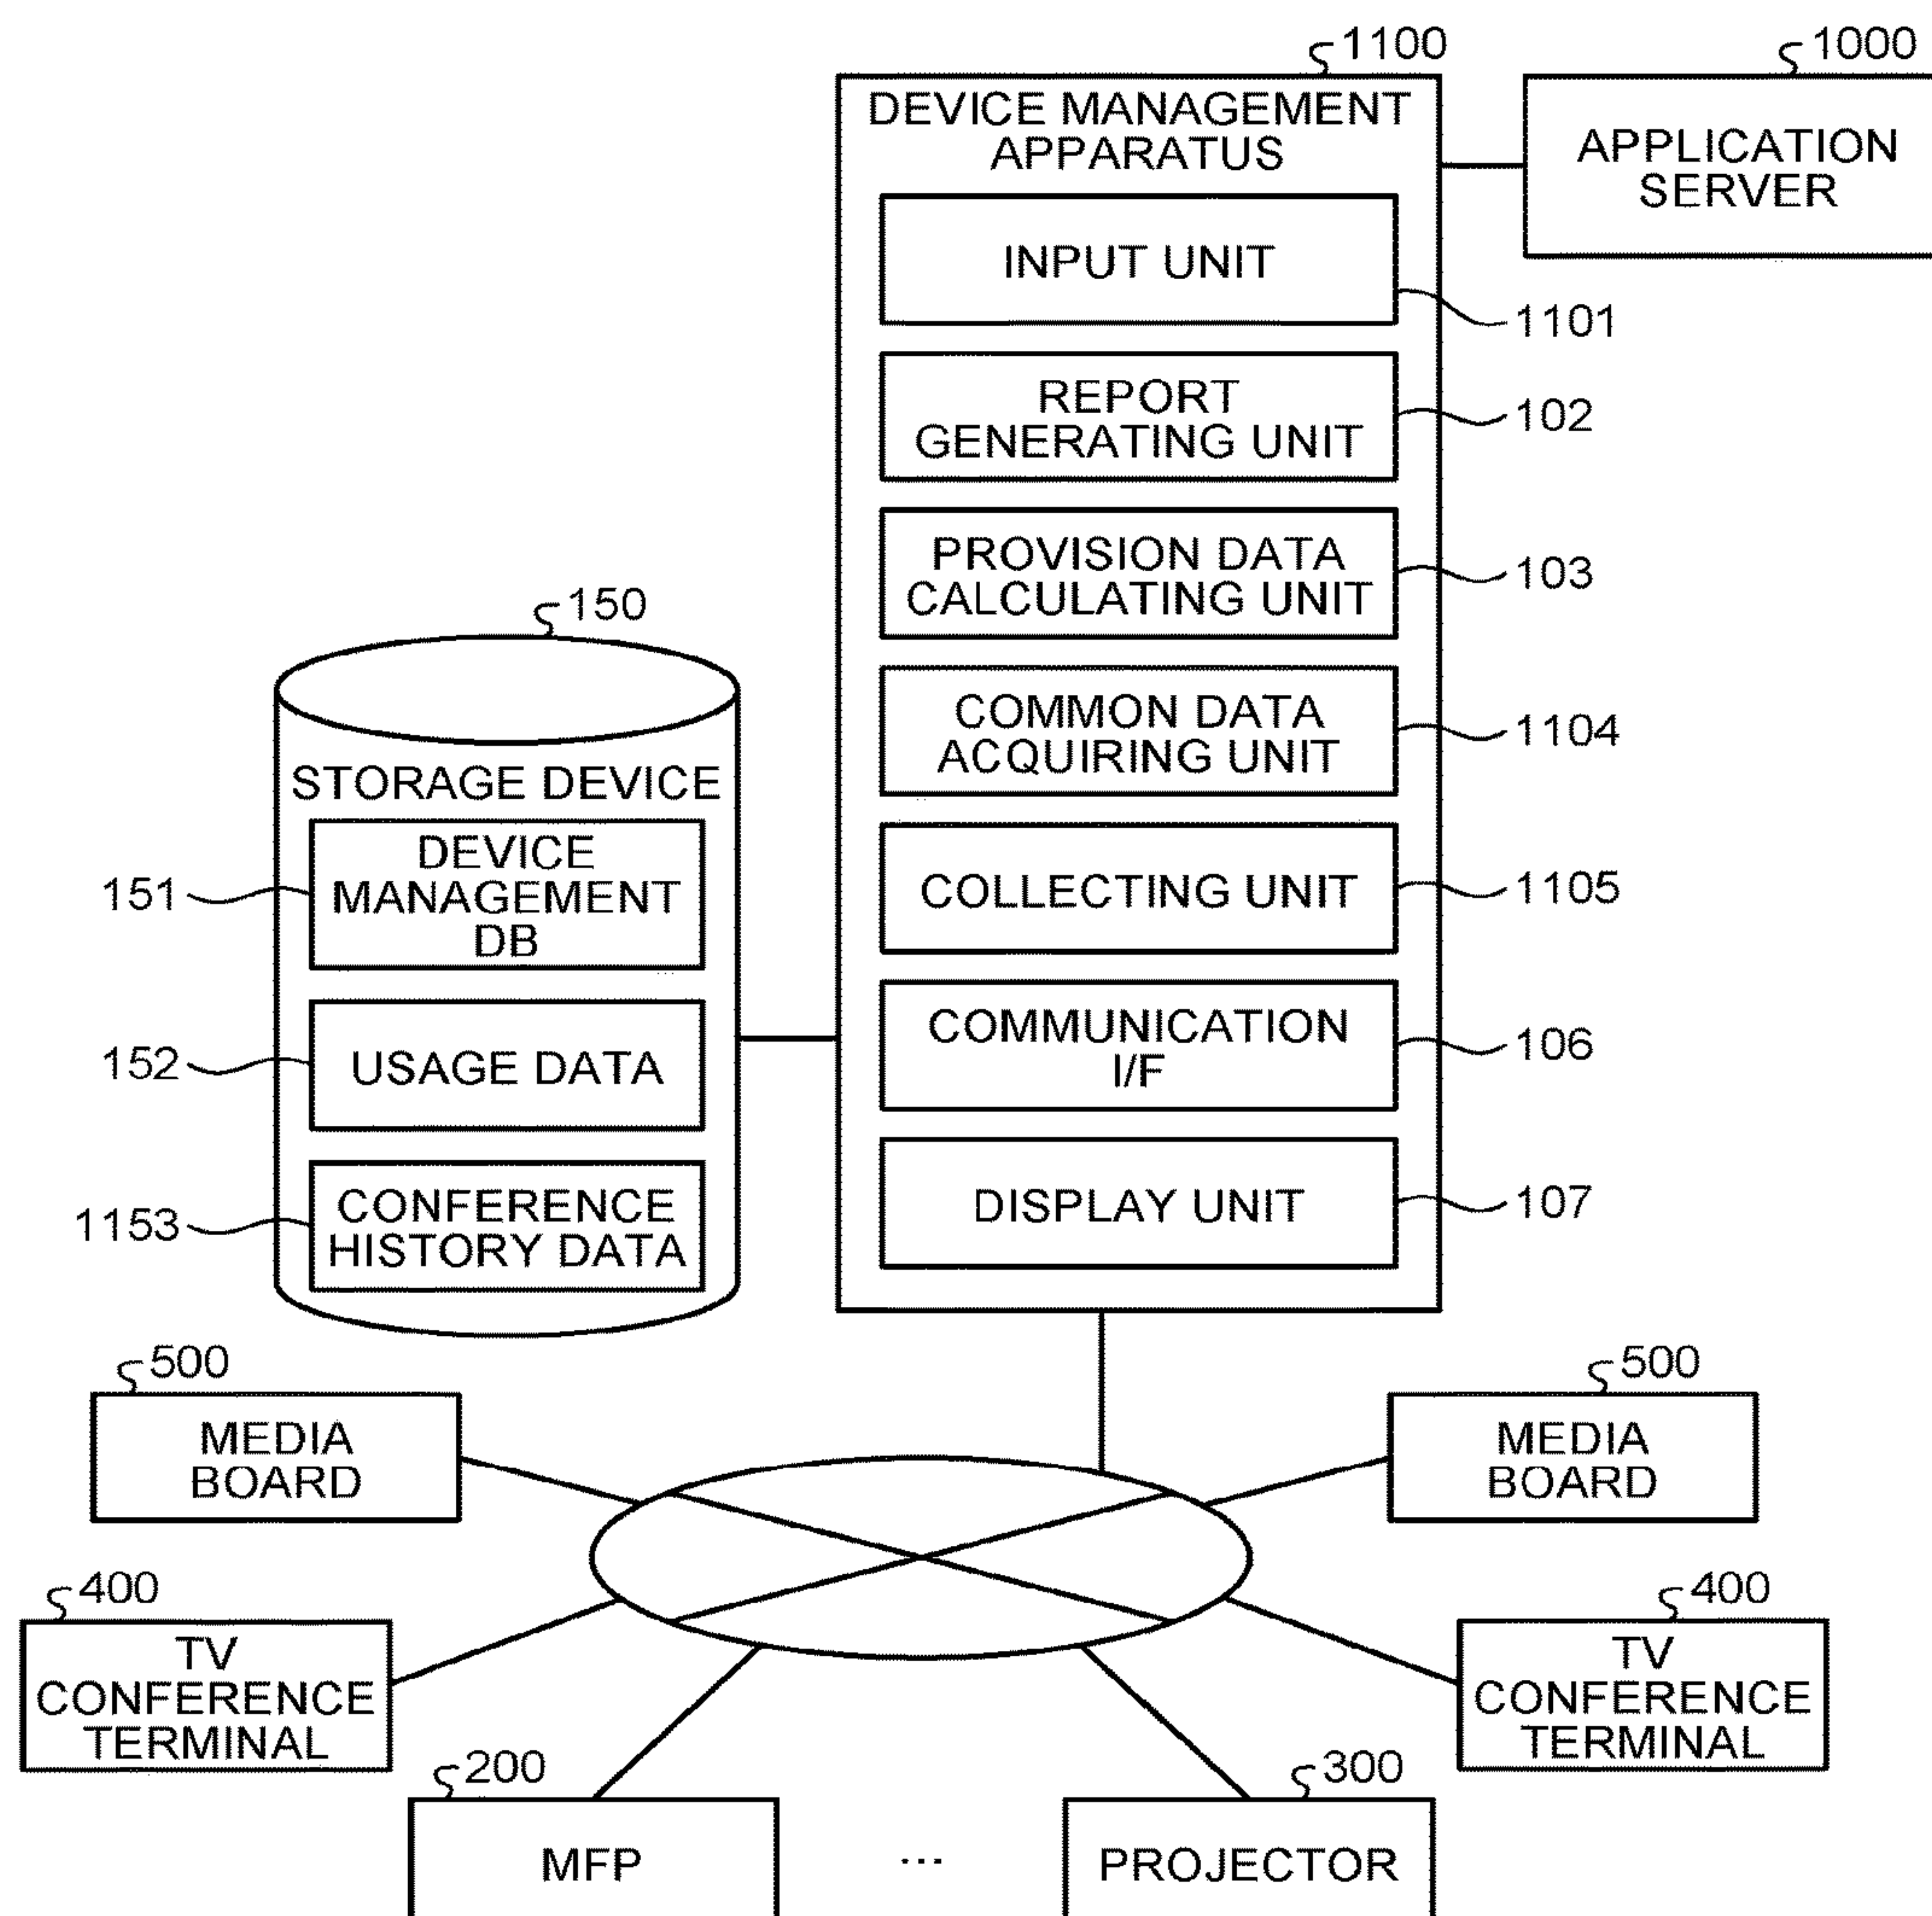 1100
1000
DEVICE MANAGEMENT
APPARATUS
APPLICATION
SERVER
INPUT UNIT
1101
REPORT
GENERATING UNIT
102
PROVISION DATA
CALCULATING UNIT
103
150
COMMON DATA
ACQUIRING UNIT
1104
STORAGE DEVICE
DEVICE
MANAGEMENT
DB
151
COLLECTING UNIT
1105
USAGE DATA
152
COMMUNICATION
I/F
106
CONFERENCE
HISTORY DATA
1153
DISPLAY UNIT
107
500
MEDIA
BOARD
500
MEDIA
BOARD
400
TV
CONFERENCE
TERMINAL
400
TV
CONFERENCE
TERMINAL
200
MFP
...
300
PROJECTOR